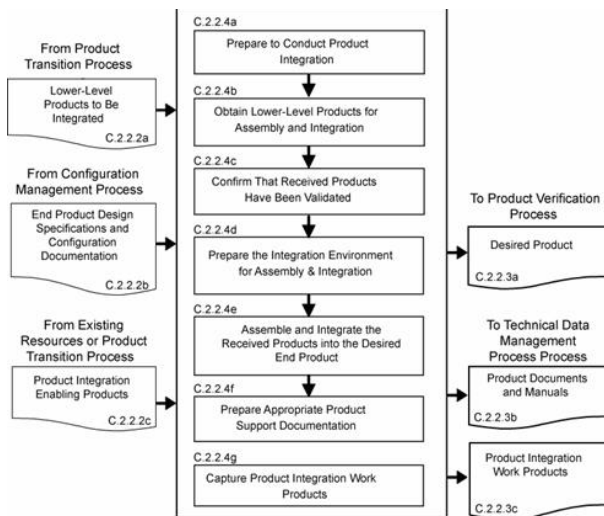 From Product
Transition Process
Lower-Level
Products to Be
Integrated
C.2.2.2a
From Configuration
Management Process
End Product Design
Specifications and
Configuration
Documentation
C.2.2.2b
From Existing
Resources or Product
Transition Process
Product Integration
Enabling Products
C.2.2.2c
C.2.2.4a
Prepare to Conduct Product
Integration
C.2.2.4b
Obtain Lower-Level Products for
Assembly and Integration
C.2.2.4c
Confirm That Received Products
Have Been Validated
C.2.2.4d
Prepare the Integration Environment
for Assembly & Integration
C.2.2.4e
Assemble and Integrate the
Received Products into the Desired
End Product
C.2.2.4f
Prepare Appropriate Product
Support Documentation
C.2.2.4g
Capture Product Integration Work
Products
To Product Verification
Process
Desired Product
C.2.2.3a
To Technical Data
Management
Process Process
Product Documents
and Manuals
C.2.2.3b
Product Integration
Work Products
C.2.2.3c